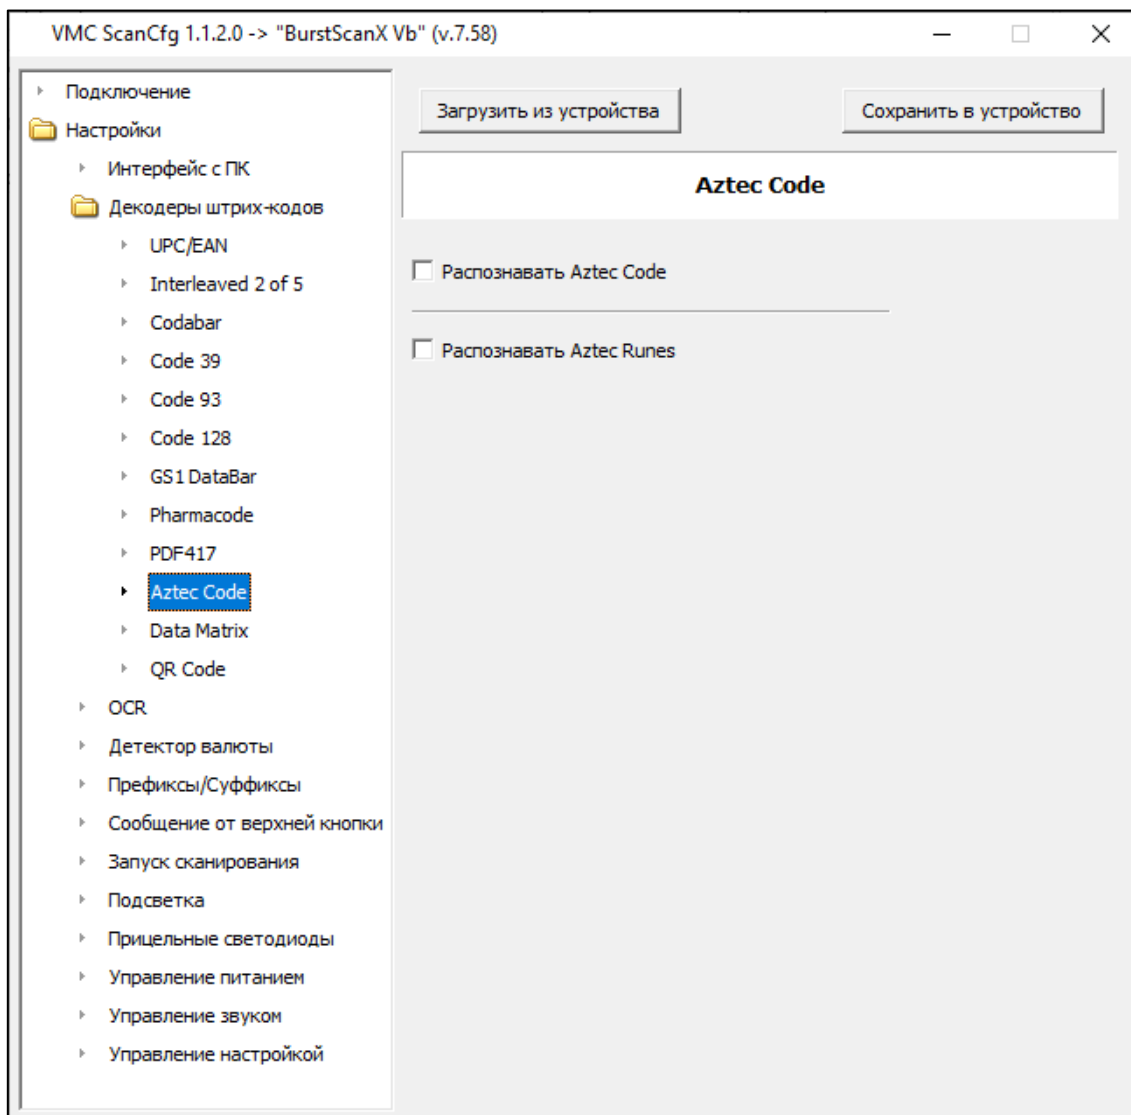 VMC ScanCfg 1.1.2.0 -> "BurstScanX Vb" (v.7.58)
Подключение
Настройки
Интерфейс с ПК
Декодеры штрих-кодов
UPC/EAN
Interleaved 2 of 5
Codabar
Code 39
Code 93
Code 128
GS1 DataBar
Pharmacode
PDF417
Aztec Code
Data Matrix
QR Code
OCR
Детектор валюты
Префиксы/Суффиксы
Сообщение от верхней кнопки
Запуск сканирования
Подсветка
Прицельные светодиоды
Управление питанием
Управление звуком
Управление настройкой
Загрузить из устройства
Сохранить в устройство
Aztec Code
Распознавать Aztec Code
Распознавать Aztec Runes